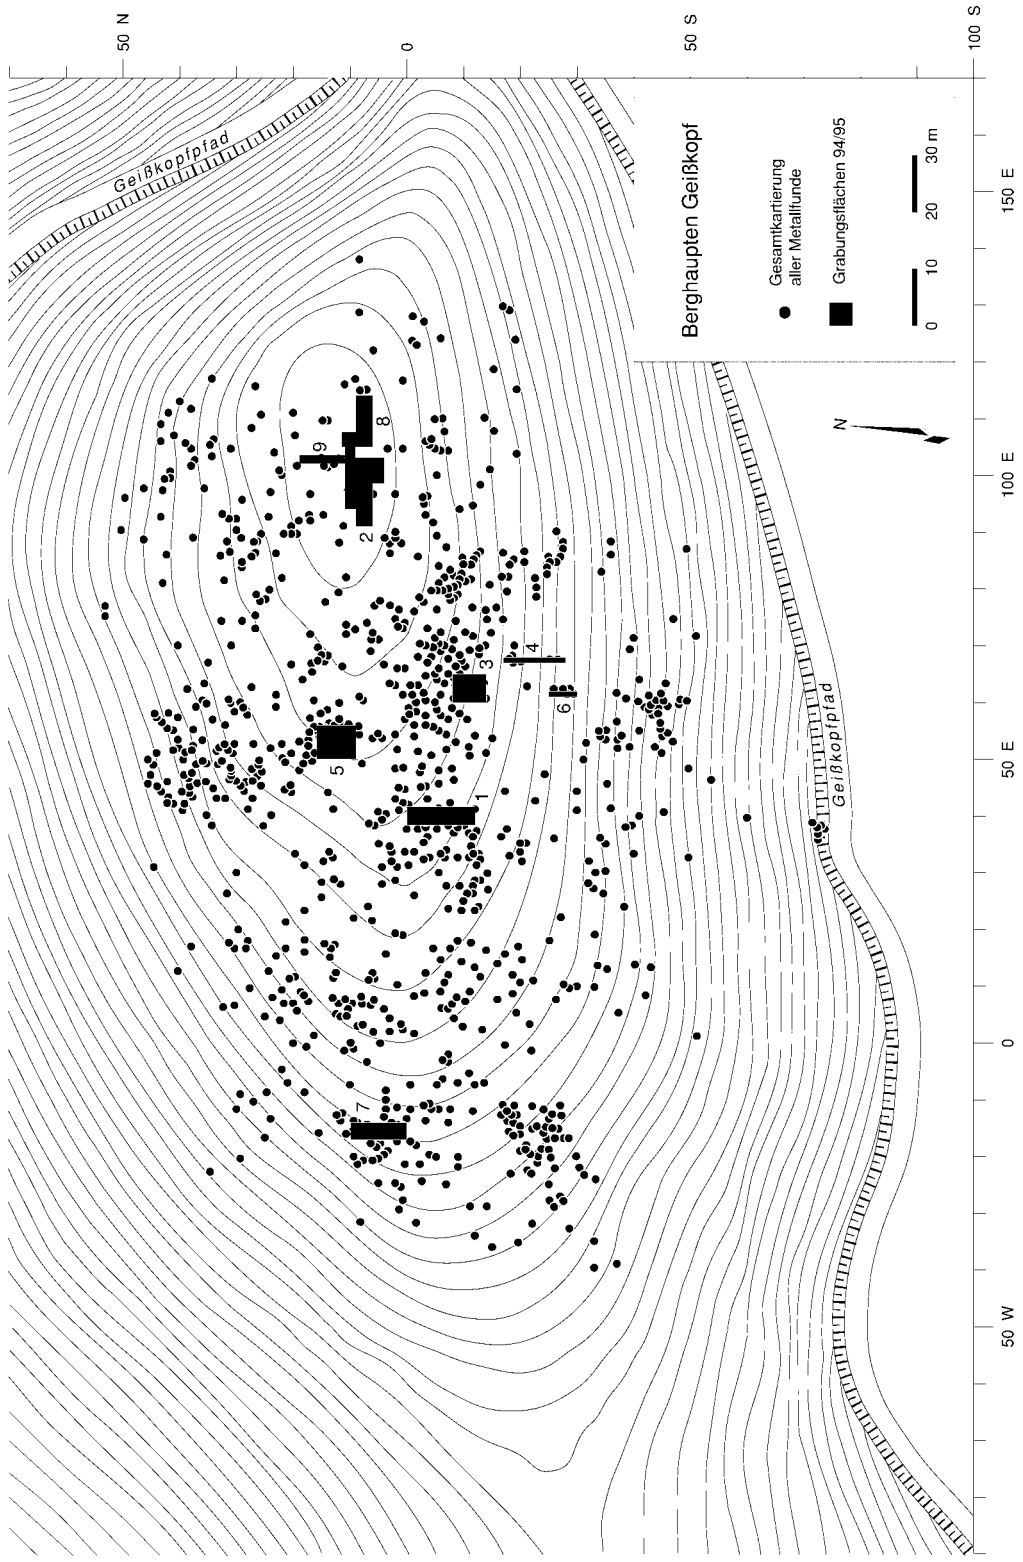 50 N
0
50 S
100 S
Geißkopfpfad
150 E
100 E
50 E
0
50 W
Berghaupten Geißkopf
Gesamtkartierung
aller Metallfunde
Grabungsflächen 94/95
0 10 20 30 m
N
9
8
2
3
4
6
5
1
7
Geißkopfpfad